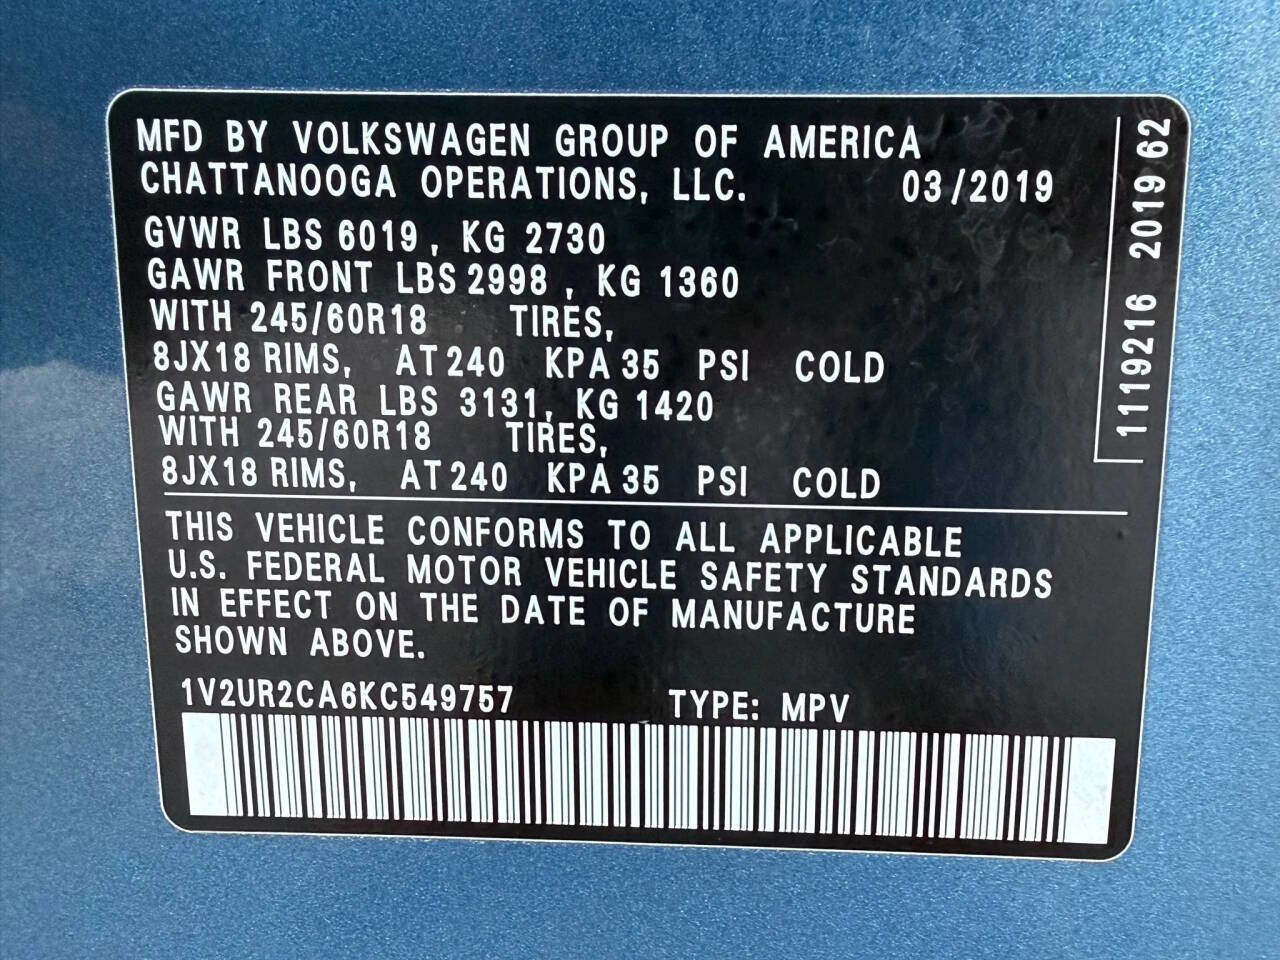 MFD BY VOLKSWAGEN GROUP OF AMERICA
CHATTANOOGA OPERATIONS, LLC. 03/2019
GVWR LBS 6019, KG 2730
GAWR FRONT LBS 2998, KG 1360
WITH 245/60R18 TIRES,
8JX18 RIMS, AT 240 KPA 35 PSI COLD
GAWR REAR LBS 3131, KG 1420
WITH 245/60R18 TIRES,
8JX18 RIMS, AT 240 KPA 35 PSI COLD
THIS VEHICLE CONFORMS TO ALL APPLICABLE
U.S. FEDERAL MOTOR VEHICLE SAFETY STANDARDS
IN EFFECT ON THE DATE OF MANUFACTURE
SHOWN ABOVE.
1V2UR2CA6KC549757 TYPE: MPV
1119216 2019 62